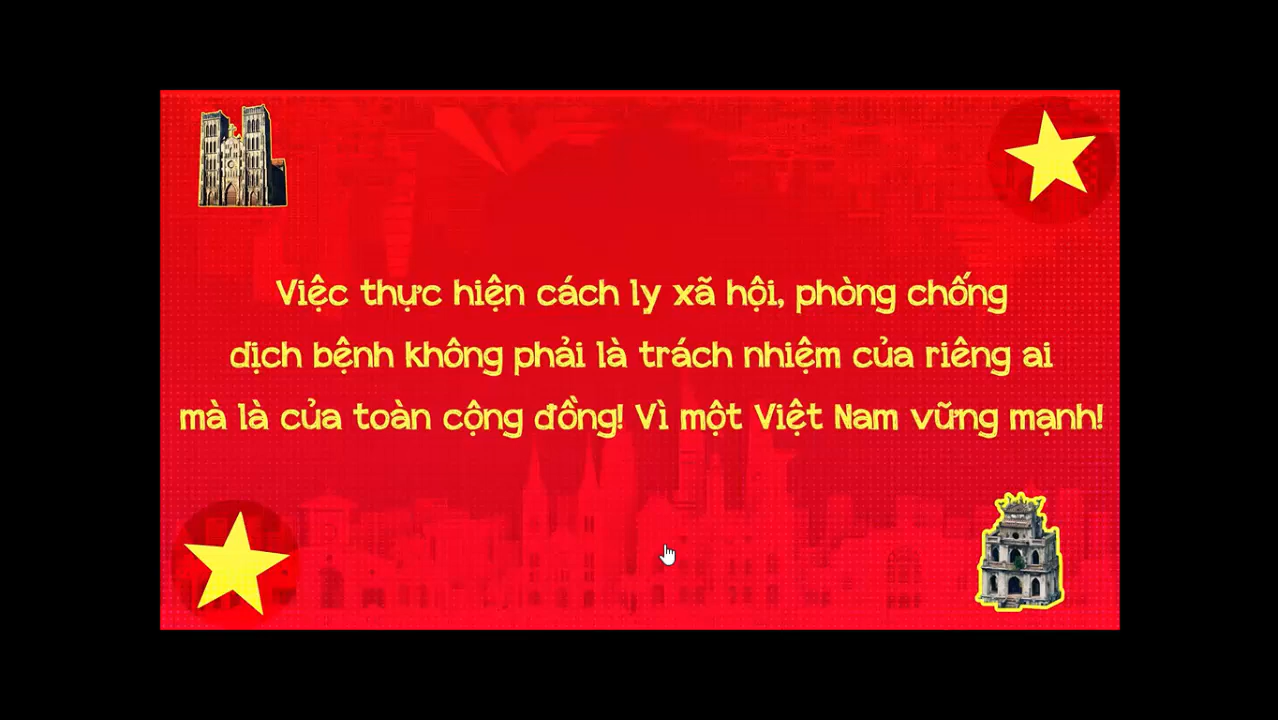 Việc thực hiện cách ly xã hội, phòng chống
dịch bệnh không phải là trách nhiệm của riêng ai
mà là của toàn cộng đồng! Vì một Việt Nam vững mạnh!